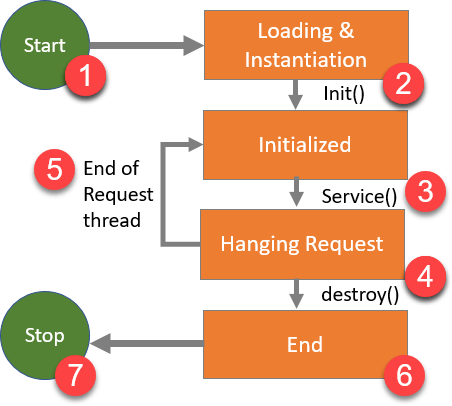 Start
1
Loading &
Instantiation
2
Init()
Initialized
3
Service()
5
End of
Request
thread
Hanging Request
4
destroy()
Stop
7
End
6